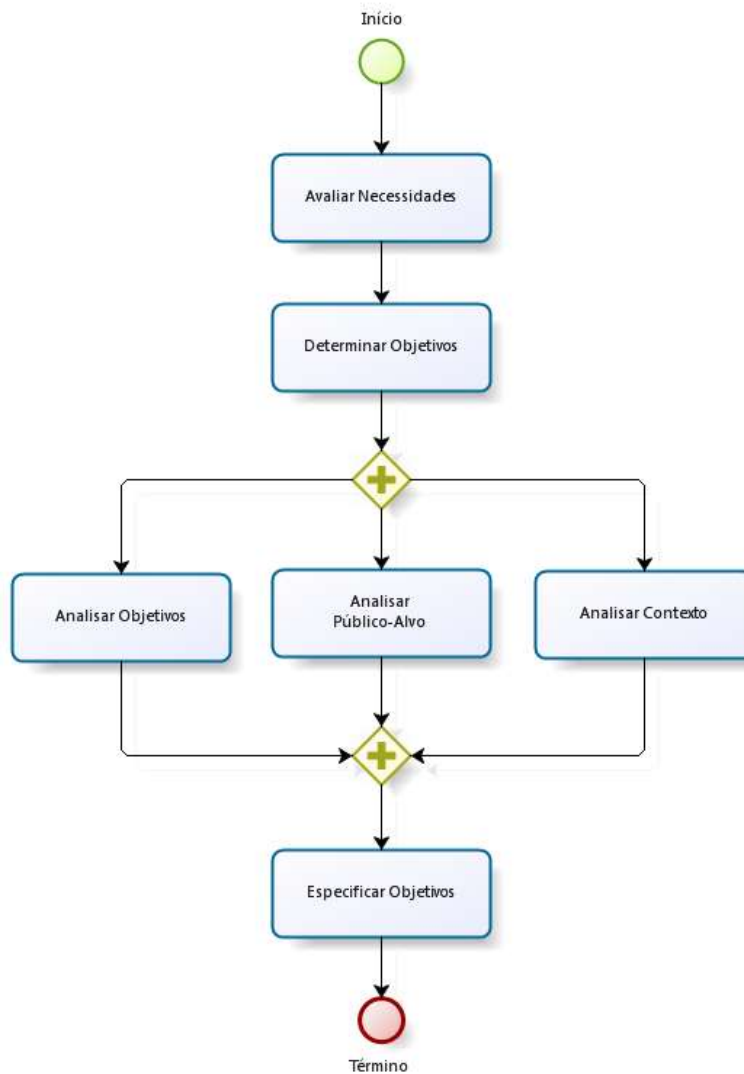 Início
Avaliar Necessidades
Determinar Objetivos
Analisar Objetivos
Analisar
Público-Alvo
Analisar Contexto
Especificar Objetivos
Término